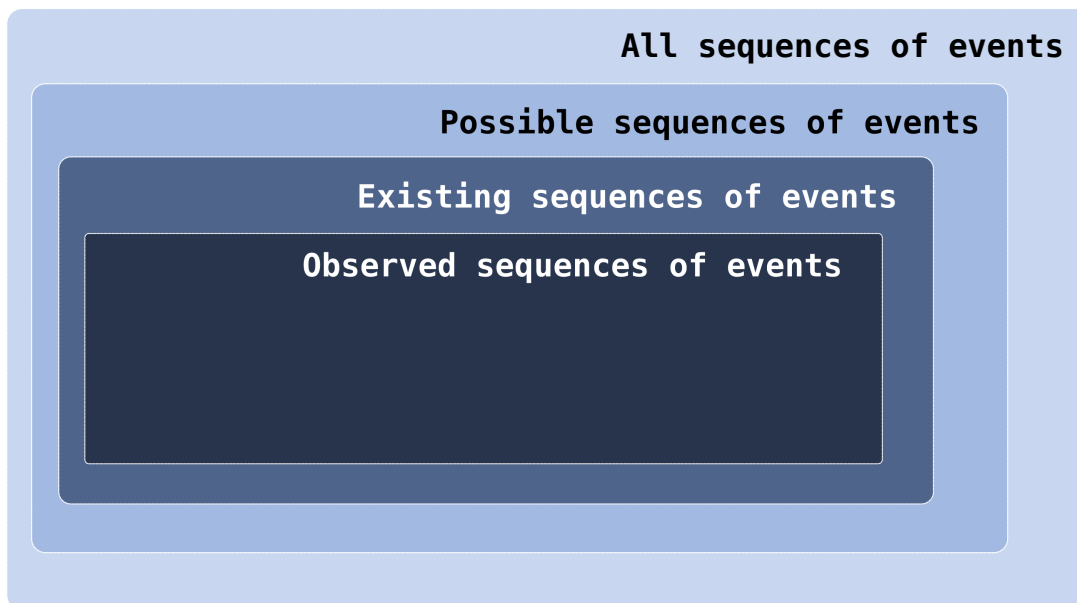 All sequences of events
Possible sequences of events
Existing sequences of events
Observed sequences of events